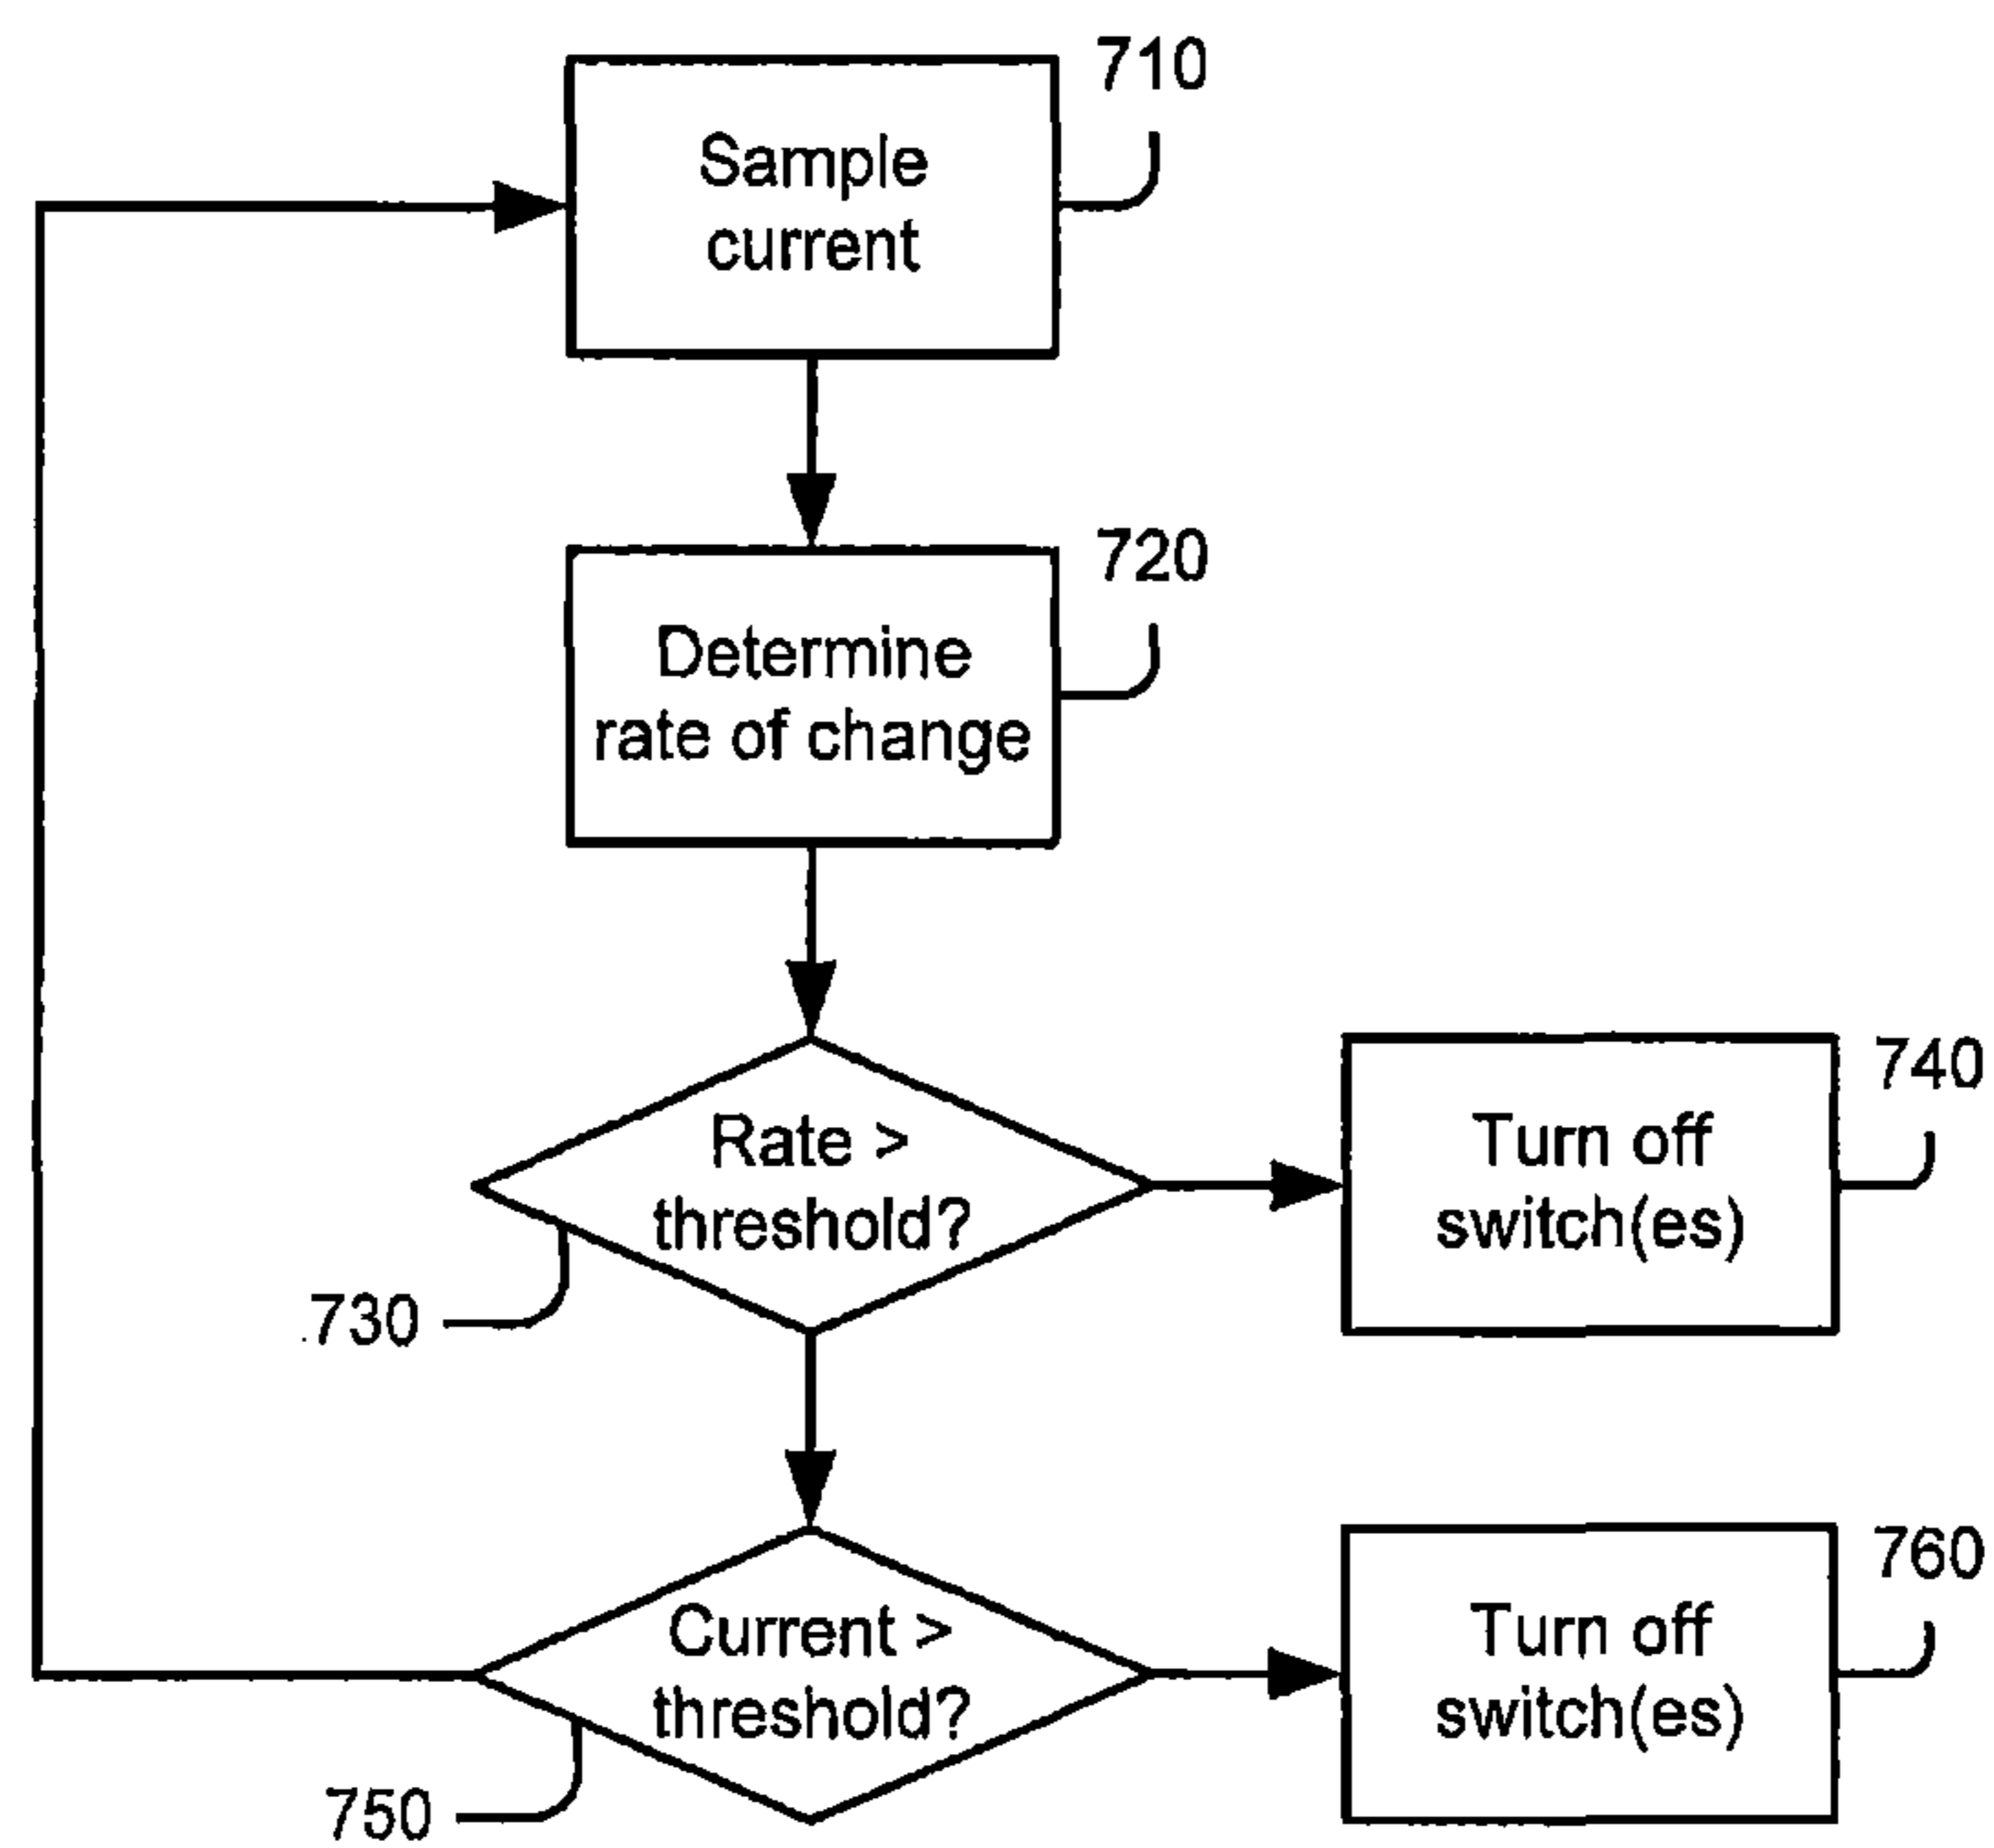 710
Sample
current
720
Determine
rate of change
Rate >
threshold?
730
740
Turn off
switch(es)
Current >
threshold?
750
760
Turn off
switch(es)